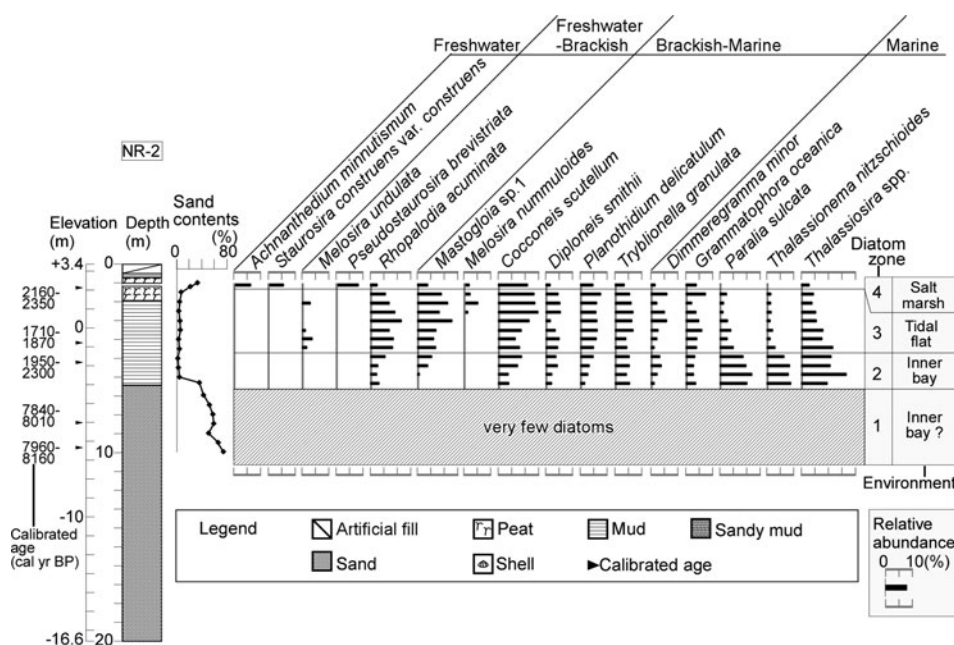 Freshwater
Freshwater
-Brackish
Brackish-Marine
Marine
NR-2
Achnanthedium minnutismum
Staurosira construens var. construens
Melosira undulata
Pseudostaurosira brevistriata
Rhopalodia acuminata
Mastogloia sp.1
Melosira nummuloides
Cocconeis scutellum
Diploneis smithii
Planothidium delicatulum
Tryblionella granulata
Dimmeregramma minor
Grammatophora oceanica
Paralia sulcata
Thalassionema nitzschioides
Thalassiosira spp.
Elevation
(m)
Depth
(m)
Sand
contents
(%)
0 80
+3.4
0
Diatom
zone
2160-
2350
4
Salt
marsh
0
1710-
1870
3
Tidal
flat
1950-
2300
2
Inner
bay
7840-
8010
very few diatoms
1
Inner
bay ?
7960-
8160
10
Environment
-10
Calibrated
age
(cal yr BP)
Legend
Artificial fill
Peat
Mud
Sandy mud
Sand
Shell
Calibrated age
Relative
abundance
0 10(%)
-16.6
20